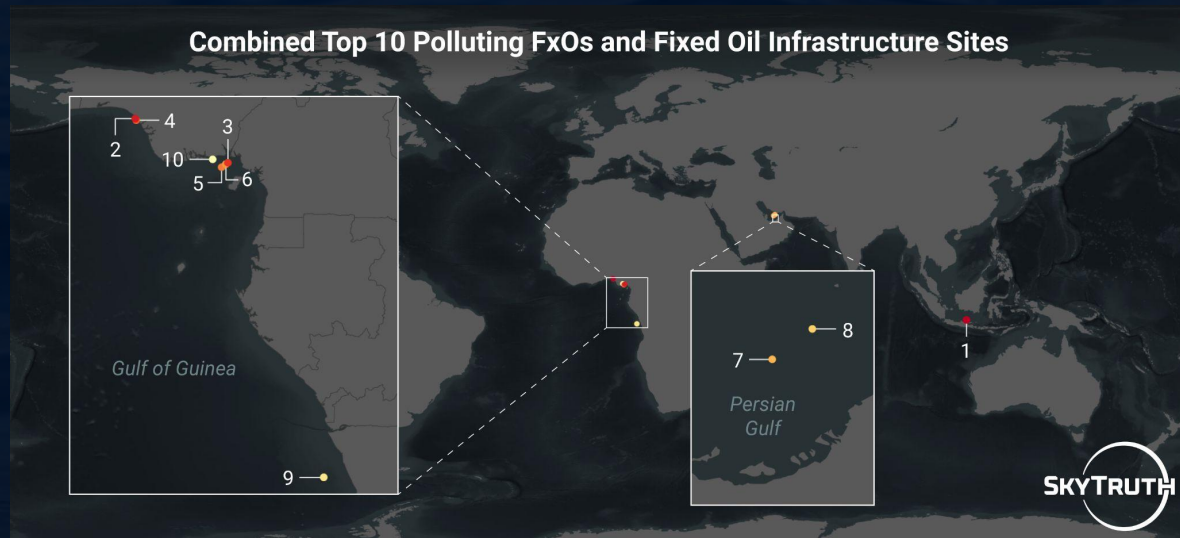 Combined Top 10 Polluting FxOs and Fixed Oil Infrastructure Sites
2
4
3
10
5
6
Gulf of Guinea
9
8
7
Persian
Gulf
1
SKYTRUTH